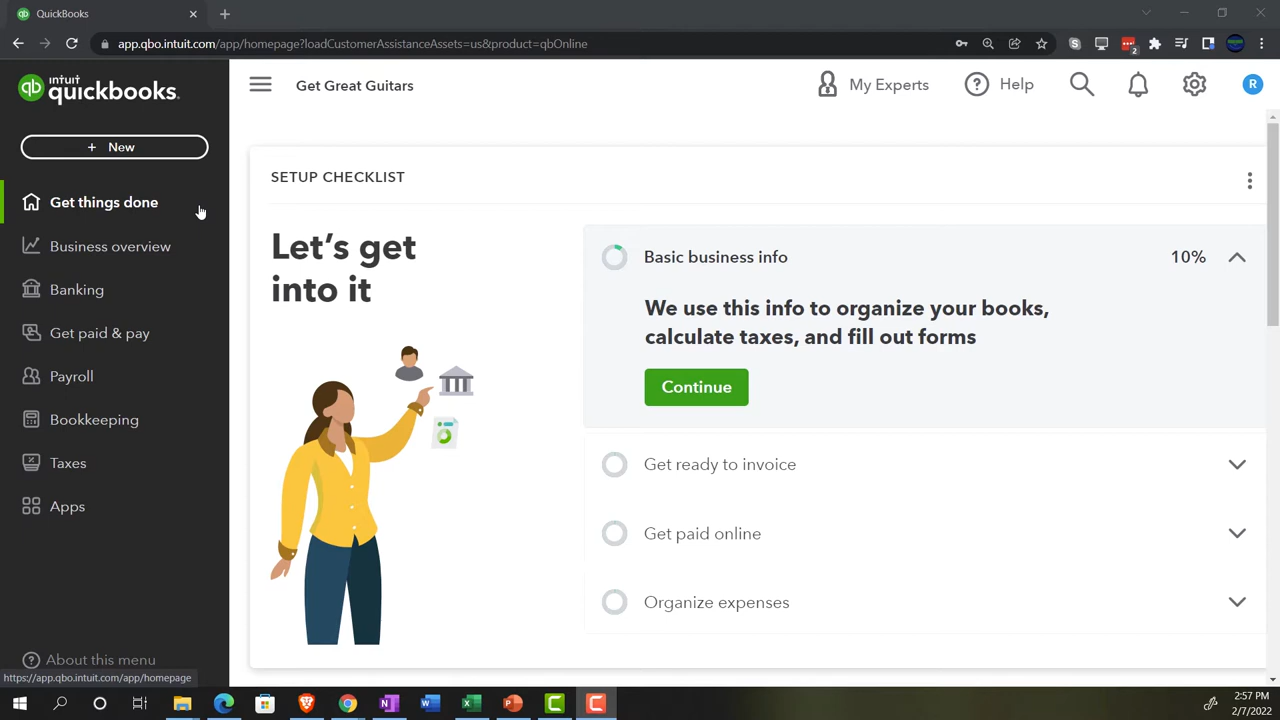 QuickBooks
app.qbo.intuit.com/app/homepage?loadCustomerAssistanceAssets=us&product=qbOnline
2
qb INTUIT quickbooks.
Get Great Guitars
My Experts
Help
R
+ New
SETUP CHECKLIST
Get things done
Business overview
Banking
Get paid & pay
Payroll
Bookkeeping
Taxes
Apps
About this menu
Let's get
into it
Basic business info
10%
We use this info to organize your books,
calculate taxes, and fill out forms
Continue
Get ready to invoice
Get paid online
Organize expenses
https://app.qbo.intuit.com/app/homepage
2:57 PM
2/7/2022